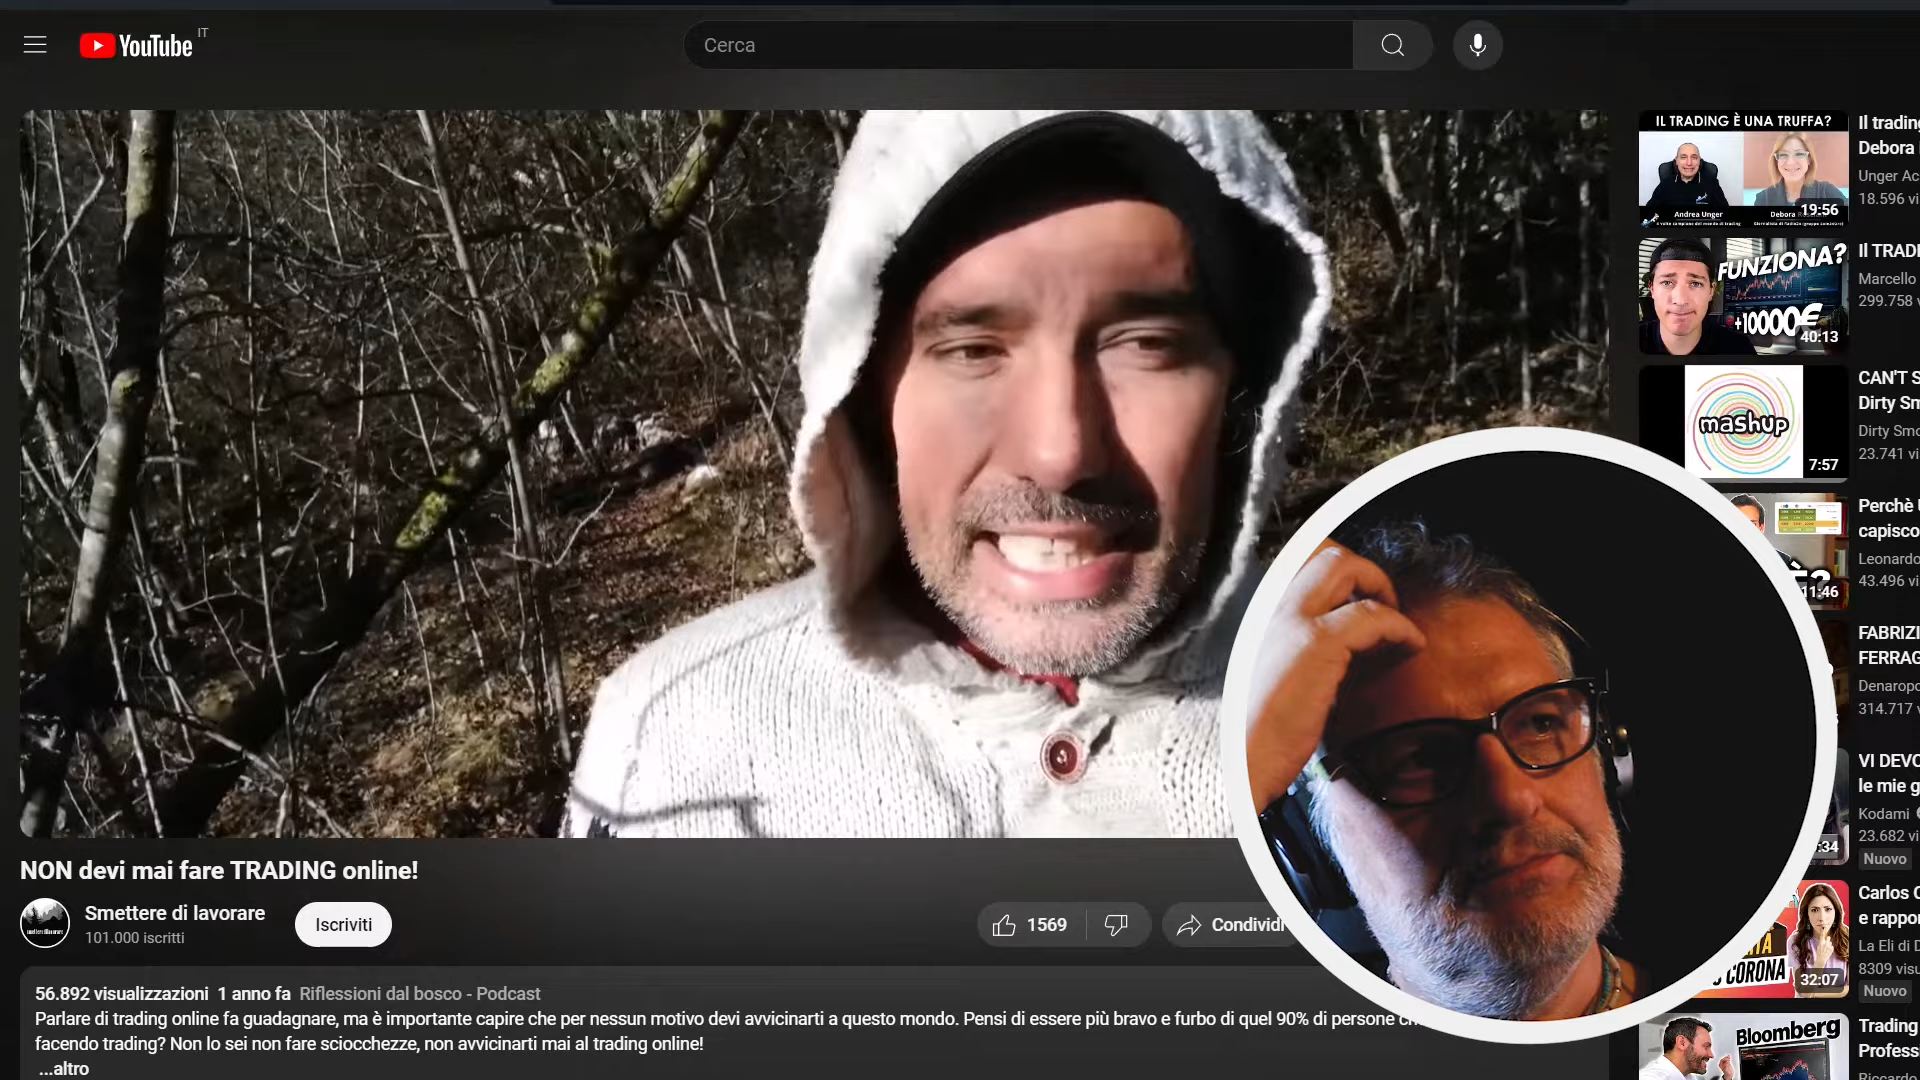 YouTube IT
Cerca
NON devi mai fare TRADING online!
Smettere di lavorare
101.000 iscritti
Iscriviti
1569
Condividi
56.892 visualizzazioni 1 anno fa Riflessioni dal bosco - Podcast
Parlare di trading online fa guadagnare, ma è importante capire che per nessun motivo devi avvicinarti a questo mondo. Pensi di essere più bravo e furbo di quel 90% di persone
facendo trading? Non lo sei non fare sciocchezze, non avvicinarti mai al trading online!
...altro
IL TRADING È UNA TRUFFA?
Andrea Unger
Debora
19:56
Il trading
Debora
Unger Ac
18.596 vi
FUNZIONA?
+10000€
40:13
Il TRADI
Marcello
299.758 v
mashup
7:57
CAN'T S
Dirty Sm
Dirty Smo
23.741 vi
È?
11:46
Perchè
capisco
Leonardo
43.496 vi
FABRIZI
FERRAG
Denaropo
314.717 v
:34
VI DEVO
le mie g
Kodami
23.682 vi
Nuovo
CORONA
32:07
Carlos C
e rappor
La Eli di D
8309 visu
Nuovo
Bloomberg
Trading
Profess
Riccardo